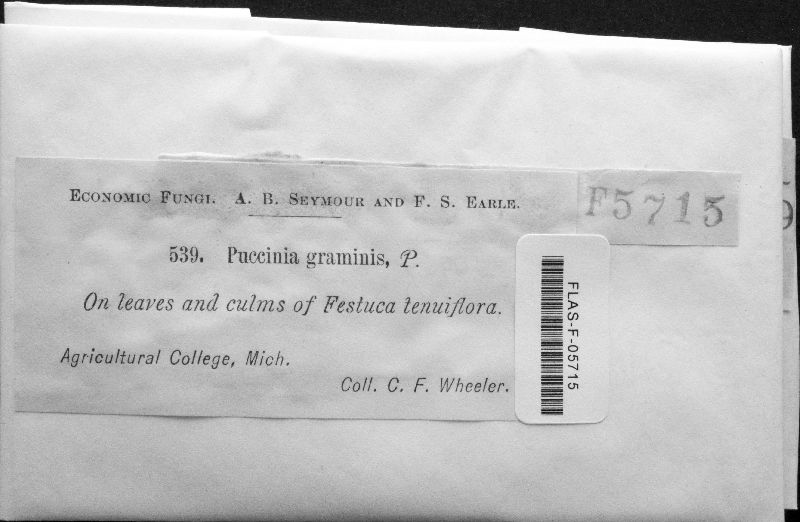 ECONOMIC FUNGI. A. B. SEYMOUR AND F. S. EARLE.
F5715
539. Puccinia graminis, P.
On leaves and culms of Festuca tenuiflora.
Agricultural College, Mich.
Coll. C. F. Wheeler.
FLAS-F-05715
9